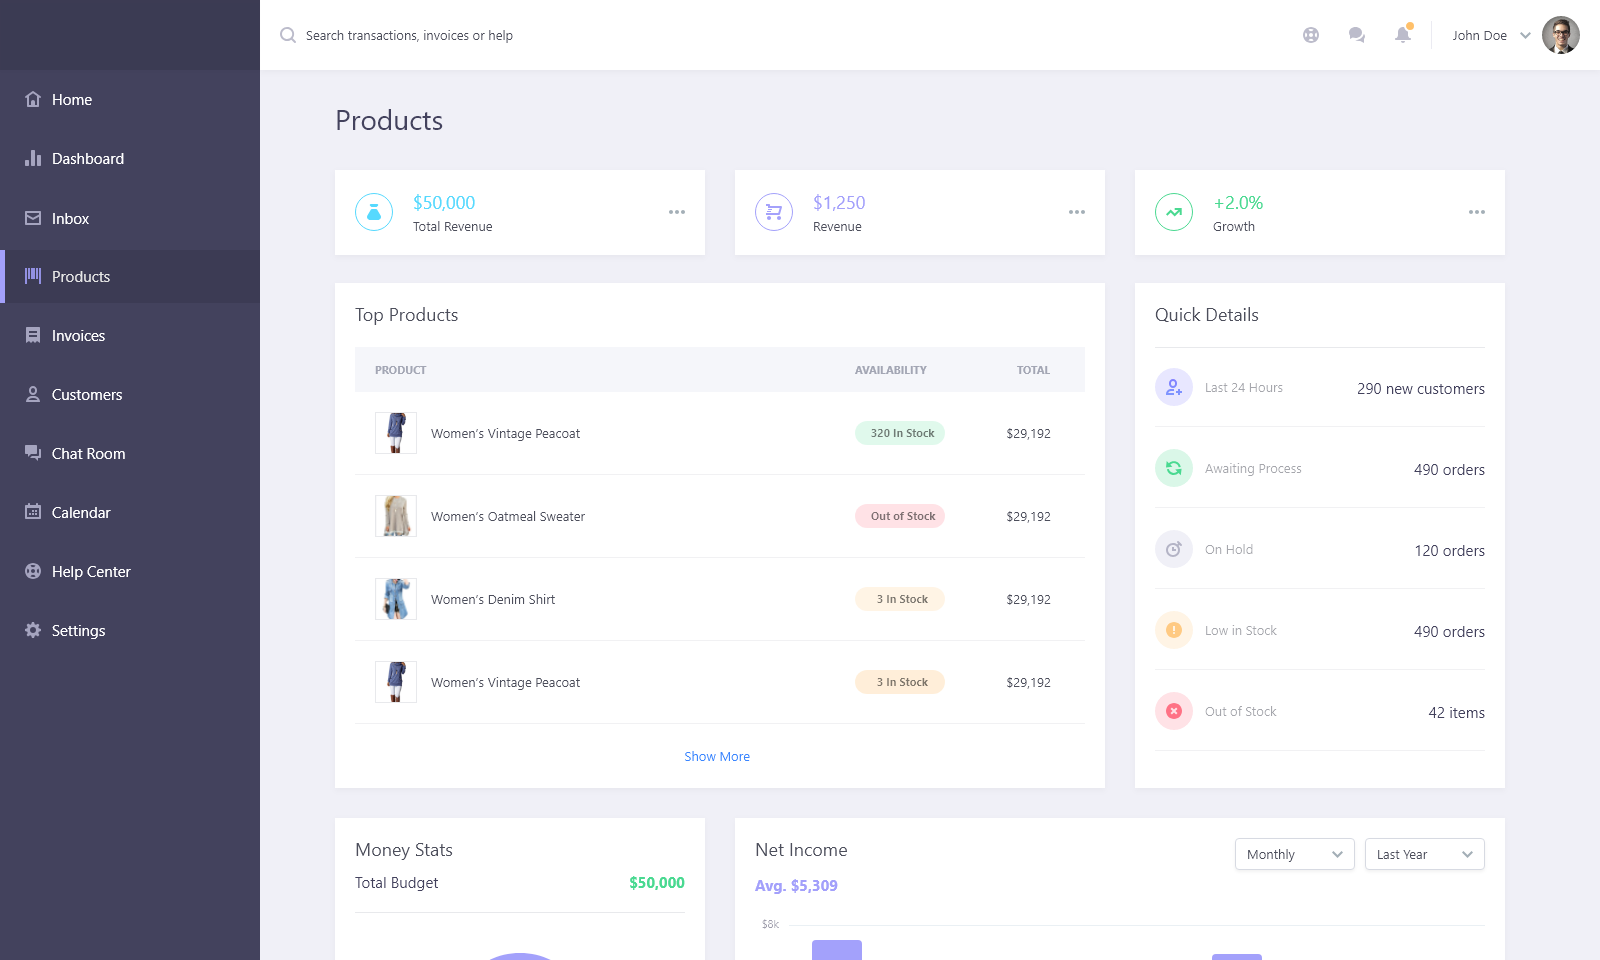 Search transactions, invoices or help
John Doe
Home
Dashboard
Inbox
Products
Invoices
Customers
Chat Room
Calendar
Help Center
Settings
Products
$50,000
Total Revenue
$1,250
Revenue
+2.0%
Growth
Top Products
PRODUCT AVAILABILITY TOTAL
Women's Vintage Peacoat 320 In Stock $29,192
Women's Oatmeal Sweater Out of Stock $29,192
Women's Denim Shirt 3 In Stock $29,192
Women's Vintage Peacoat 3 In Stock $29,192
Show More
Quick Details
Last 24 Hours 290 new customers
Awaiting Process 490 orders
On Hold 120 orders
Low in Stock 490 orders
Out of Stock 42 items
Money Stats
Total Budget $50,000
Net Income
Monthly Last Year
Avg. $5,309
$8k